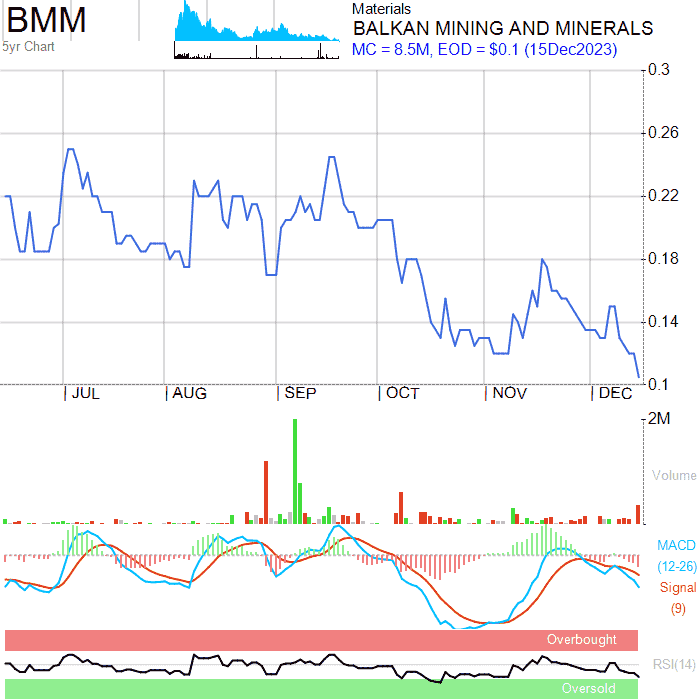 BMM
5yr Chart
Materials
BALKAN MINING AND MINERALS
MC = 8.5M, EOD = $0.1 (15Dec2023)
0.3
0.26
0.22
0.18
0.14
0.1
JUL AUG SEP OCT NOV DEC
2M
Volume
MACD
(12-26)
Signal
(9)
Overbought
RSI(14)
Oversold